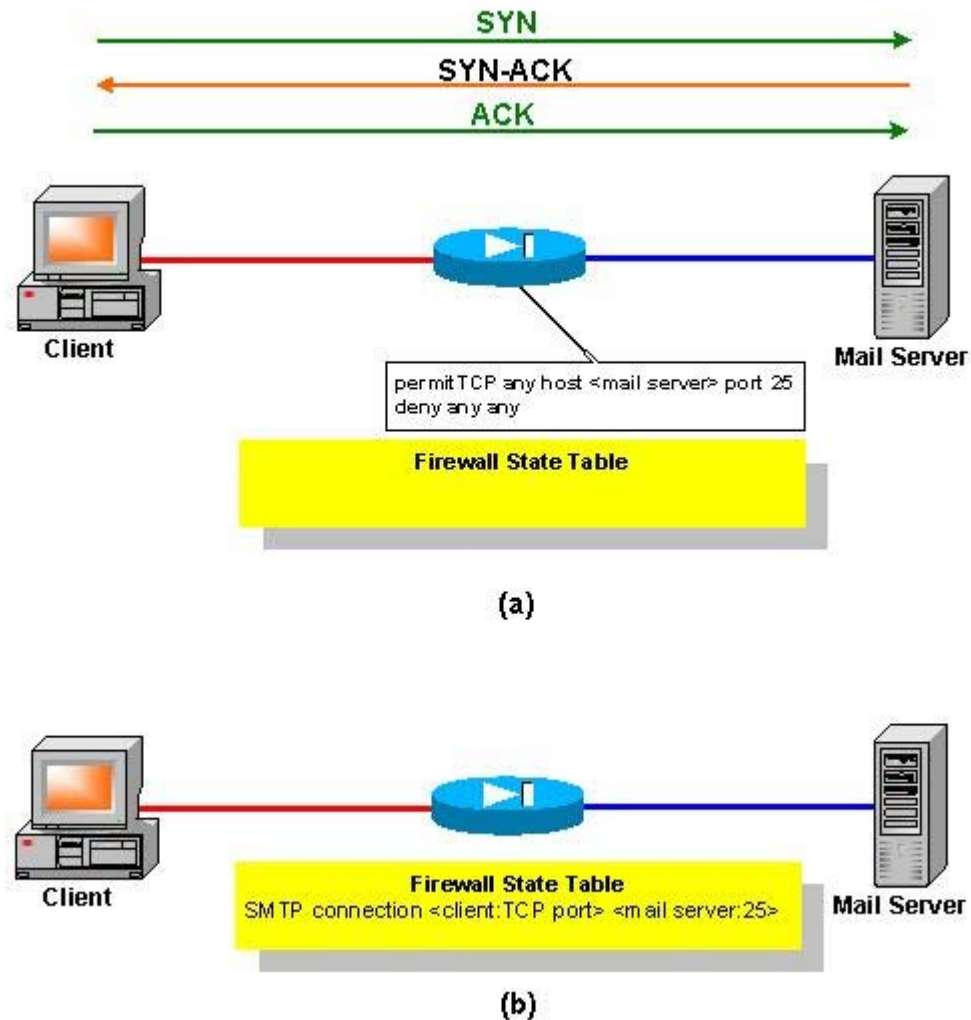 SYN
SYN-ACK
ACK
Client
Mail Server
permit TCP any host <mail server> port 25
deny any any
Firewall State Table
(a)
Client
Mail Server
Firewall State Table
SMTP connection <client:TCP port> <mail server:25>
(b)